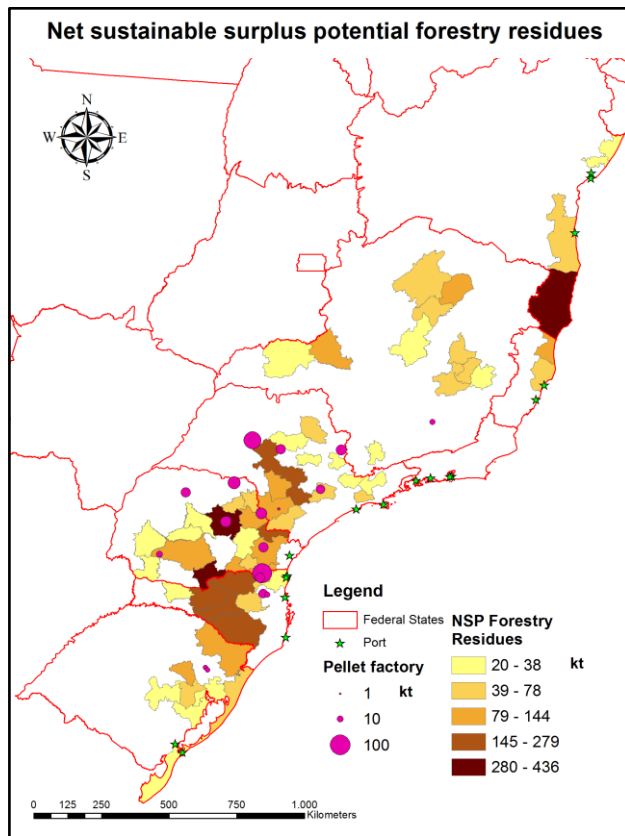 Net sustainable surplus potential forestry residues
N
W E
S
Legend
Federal States
Port
Pellet factory
1 kt
10
100
NSP Forestry
Residues
20 - 38 kt
39 - 78
79 - 144
145 - 279
280 - 436
0 125 250 500 750 1.000
Kilometers